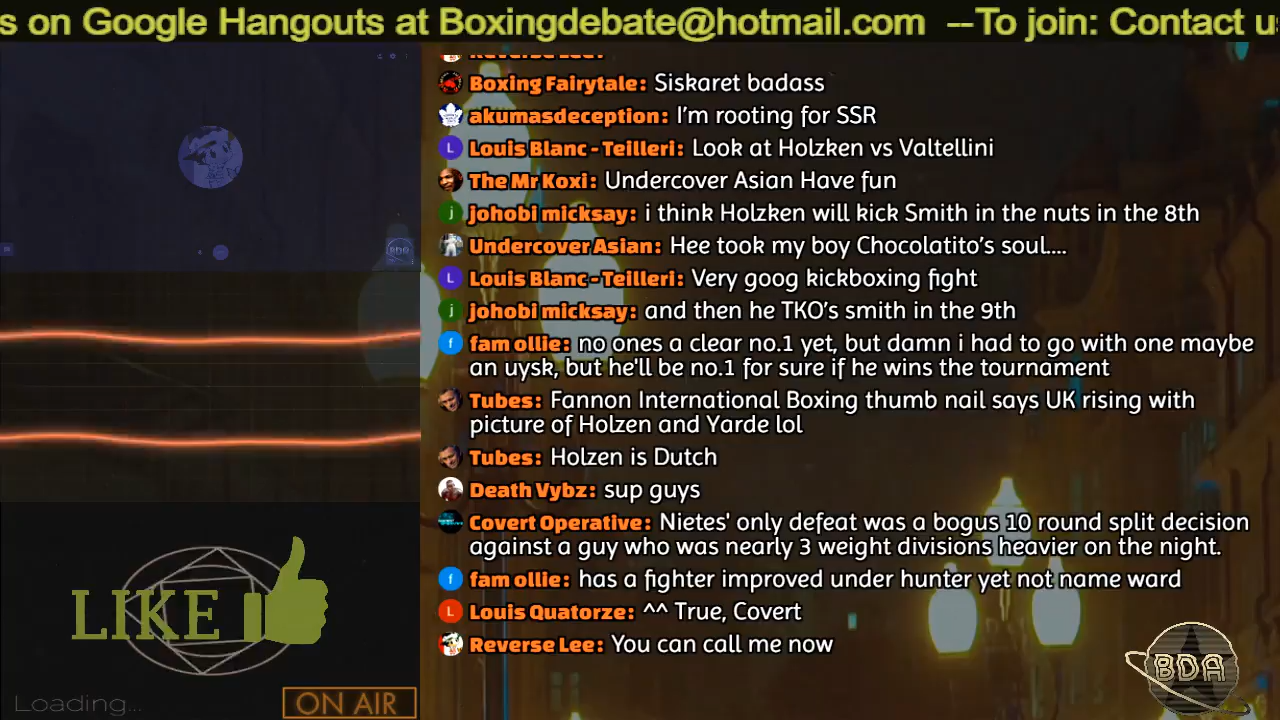 s on Google Hangouts at Boxingdebate@hotmail.com --To join: Contact us
Boxing Fairytale: Siskaret badass
akumasdeception: I'm rooting for SSR
Louis Blanc - Teilleri: Look at Holzken vs Valtellini
The Mr Koxi: Undercover Asian Have fun
johobi micksay: i think Holzken will kick Smith in the nuts in the 8th
Undercover Asian: Hee took my boy Chocolatito's soul....
Louis Blanc - Teilleri: Very goog kickboxing fight
johobi micksay: and then he TKO's smith in the 9th
fam ollie: no ones a clear no.1 yet, but damn i had to go with one maybe
an uysk, but he'll be no.1 for sure if he wins the tournament
Tubes: Fannon International Boxing thumb nail says UK rising with
picture of Holzen and Yarde lol
Tubes: Holzen is Dutch
Death Vybz: sup guys
Covert Operative: Nietes' only defeat was a bogus 10 round split decision
against a guy who was nearly 3 weight divisions heavier on the night.
fam ollie: has a fighter improved under hunter yet not name ward
Louis Quatorze: ^^ True, Covert
Reverse Lee: You can call me now
BDA
LIKE
Loading...
ON AIR
BDA